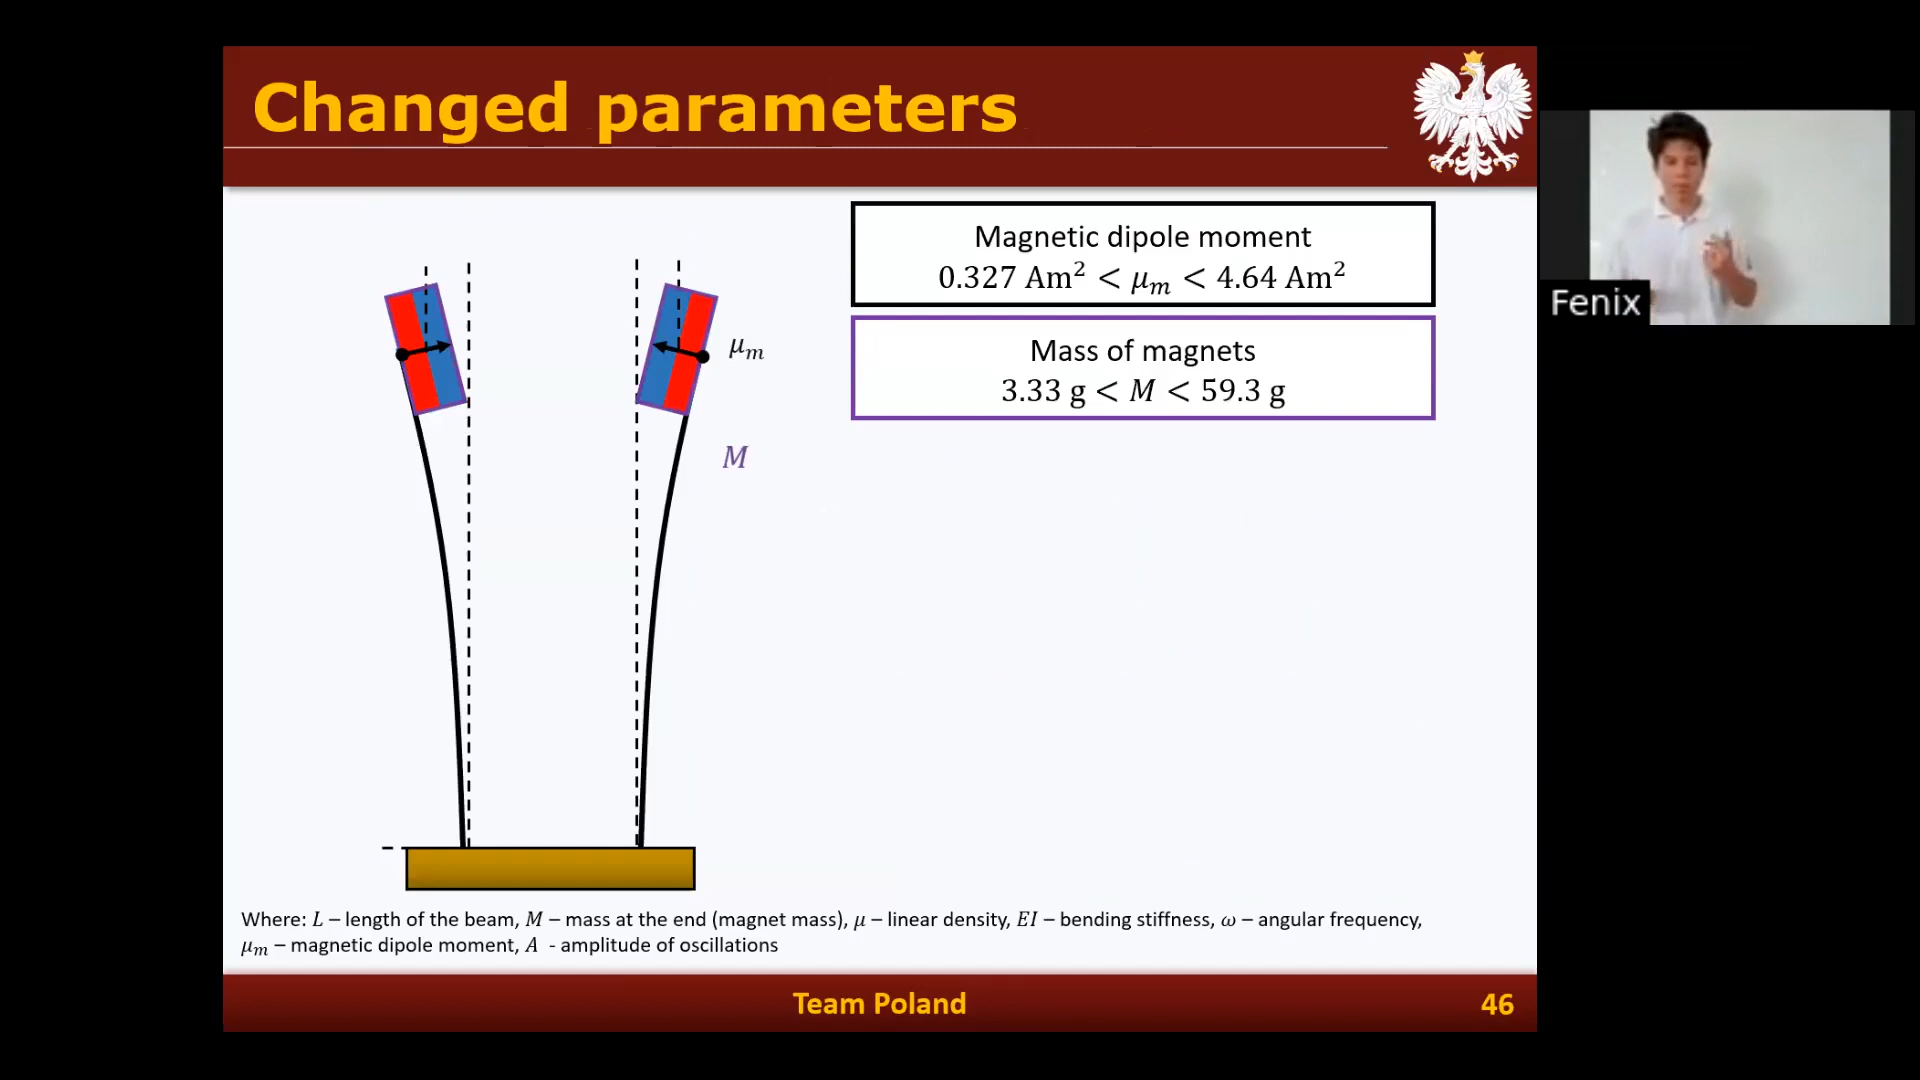 Changed parameters
Magnetic dipole moment
0.327 Am² < μₘ < 4.64 Am²
Mass of magnets
3.33 g < M < 59.3 g
μₘ
M
Fenix
Where: L – length of the beam, M – mass at the end (magnet mass), μ – linear density, EI – bending stiffness, ω – angular frequency,
μₘ – magnetic dipole moment, A - amplitude of oscillations
Team Poland
46